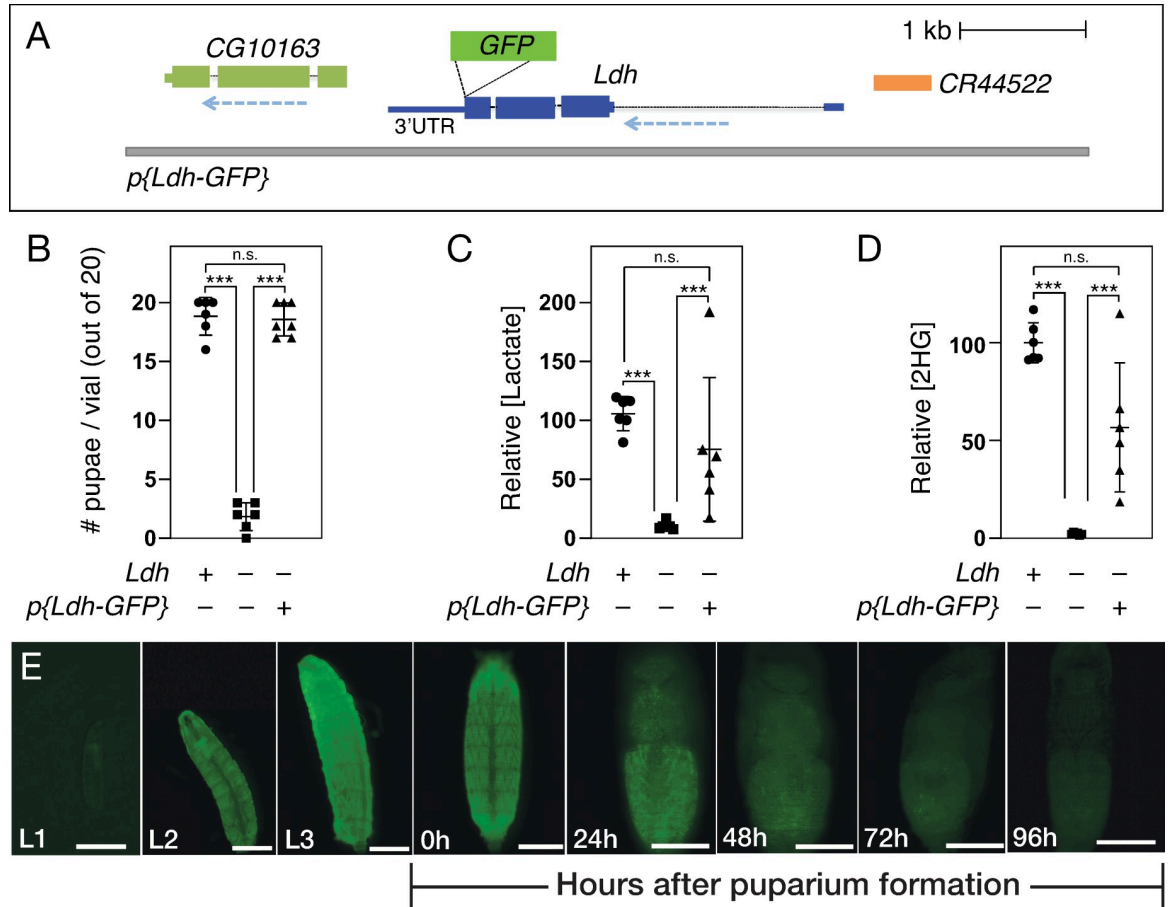 A
CG10163
GFP
Ldh
1 kb
CR44522
3'UTR
p{Ldh-GFP}
B
# pupae / vial (out of 20)
n.s.
*** ***
20
15
10
5
0
Ldh + – –
p{Ldh-GFP} – – +
C
Relative [Lactate]
n.s.
***
***
200
150
100
50
0
Ldh + – –
p{Ldh-GFP} – – +
D
Relative [2HG]
n.s.
*** ***
100
50
0
Ldh + – –
p{Ldh-GFP} – – +
E
L1 L2 L3 0h 24h 48h 72h 96h
Hours after puparium formation